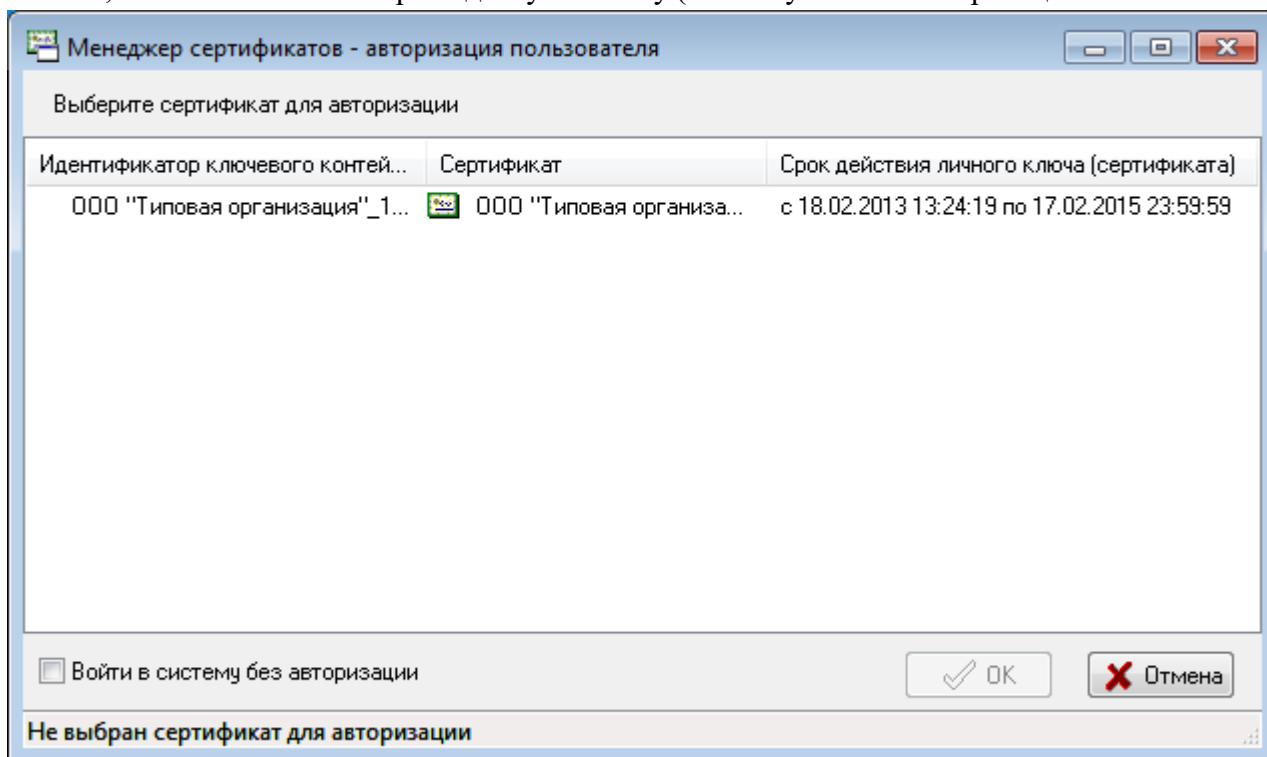 Менеджер сертификатов - авторизация пользователя
Выберите сертификат для авторизации
Идентификатор ключевого контей... Сертификат Срок действия личного ключа (сертификата)
ООО "Типовая организация"_1... ООО "Типовая организа... с 18.02.2013 13:24:19 по 17.02.2015 23:59:59
Войти в систему без авторизации OK Отмена
Не выбран сертификат для авторизации